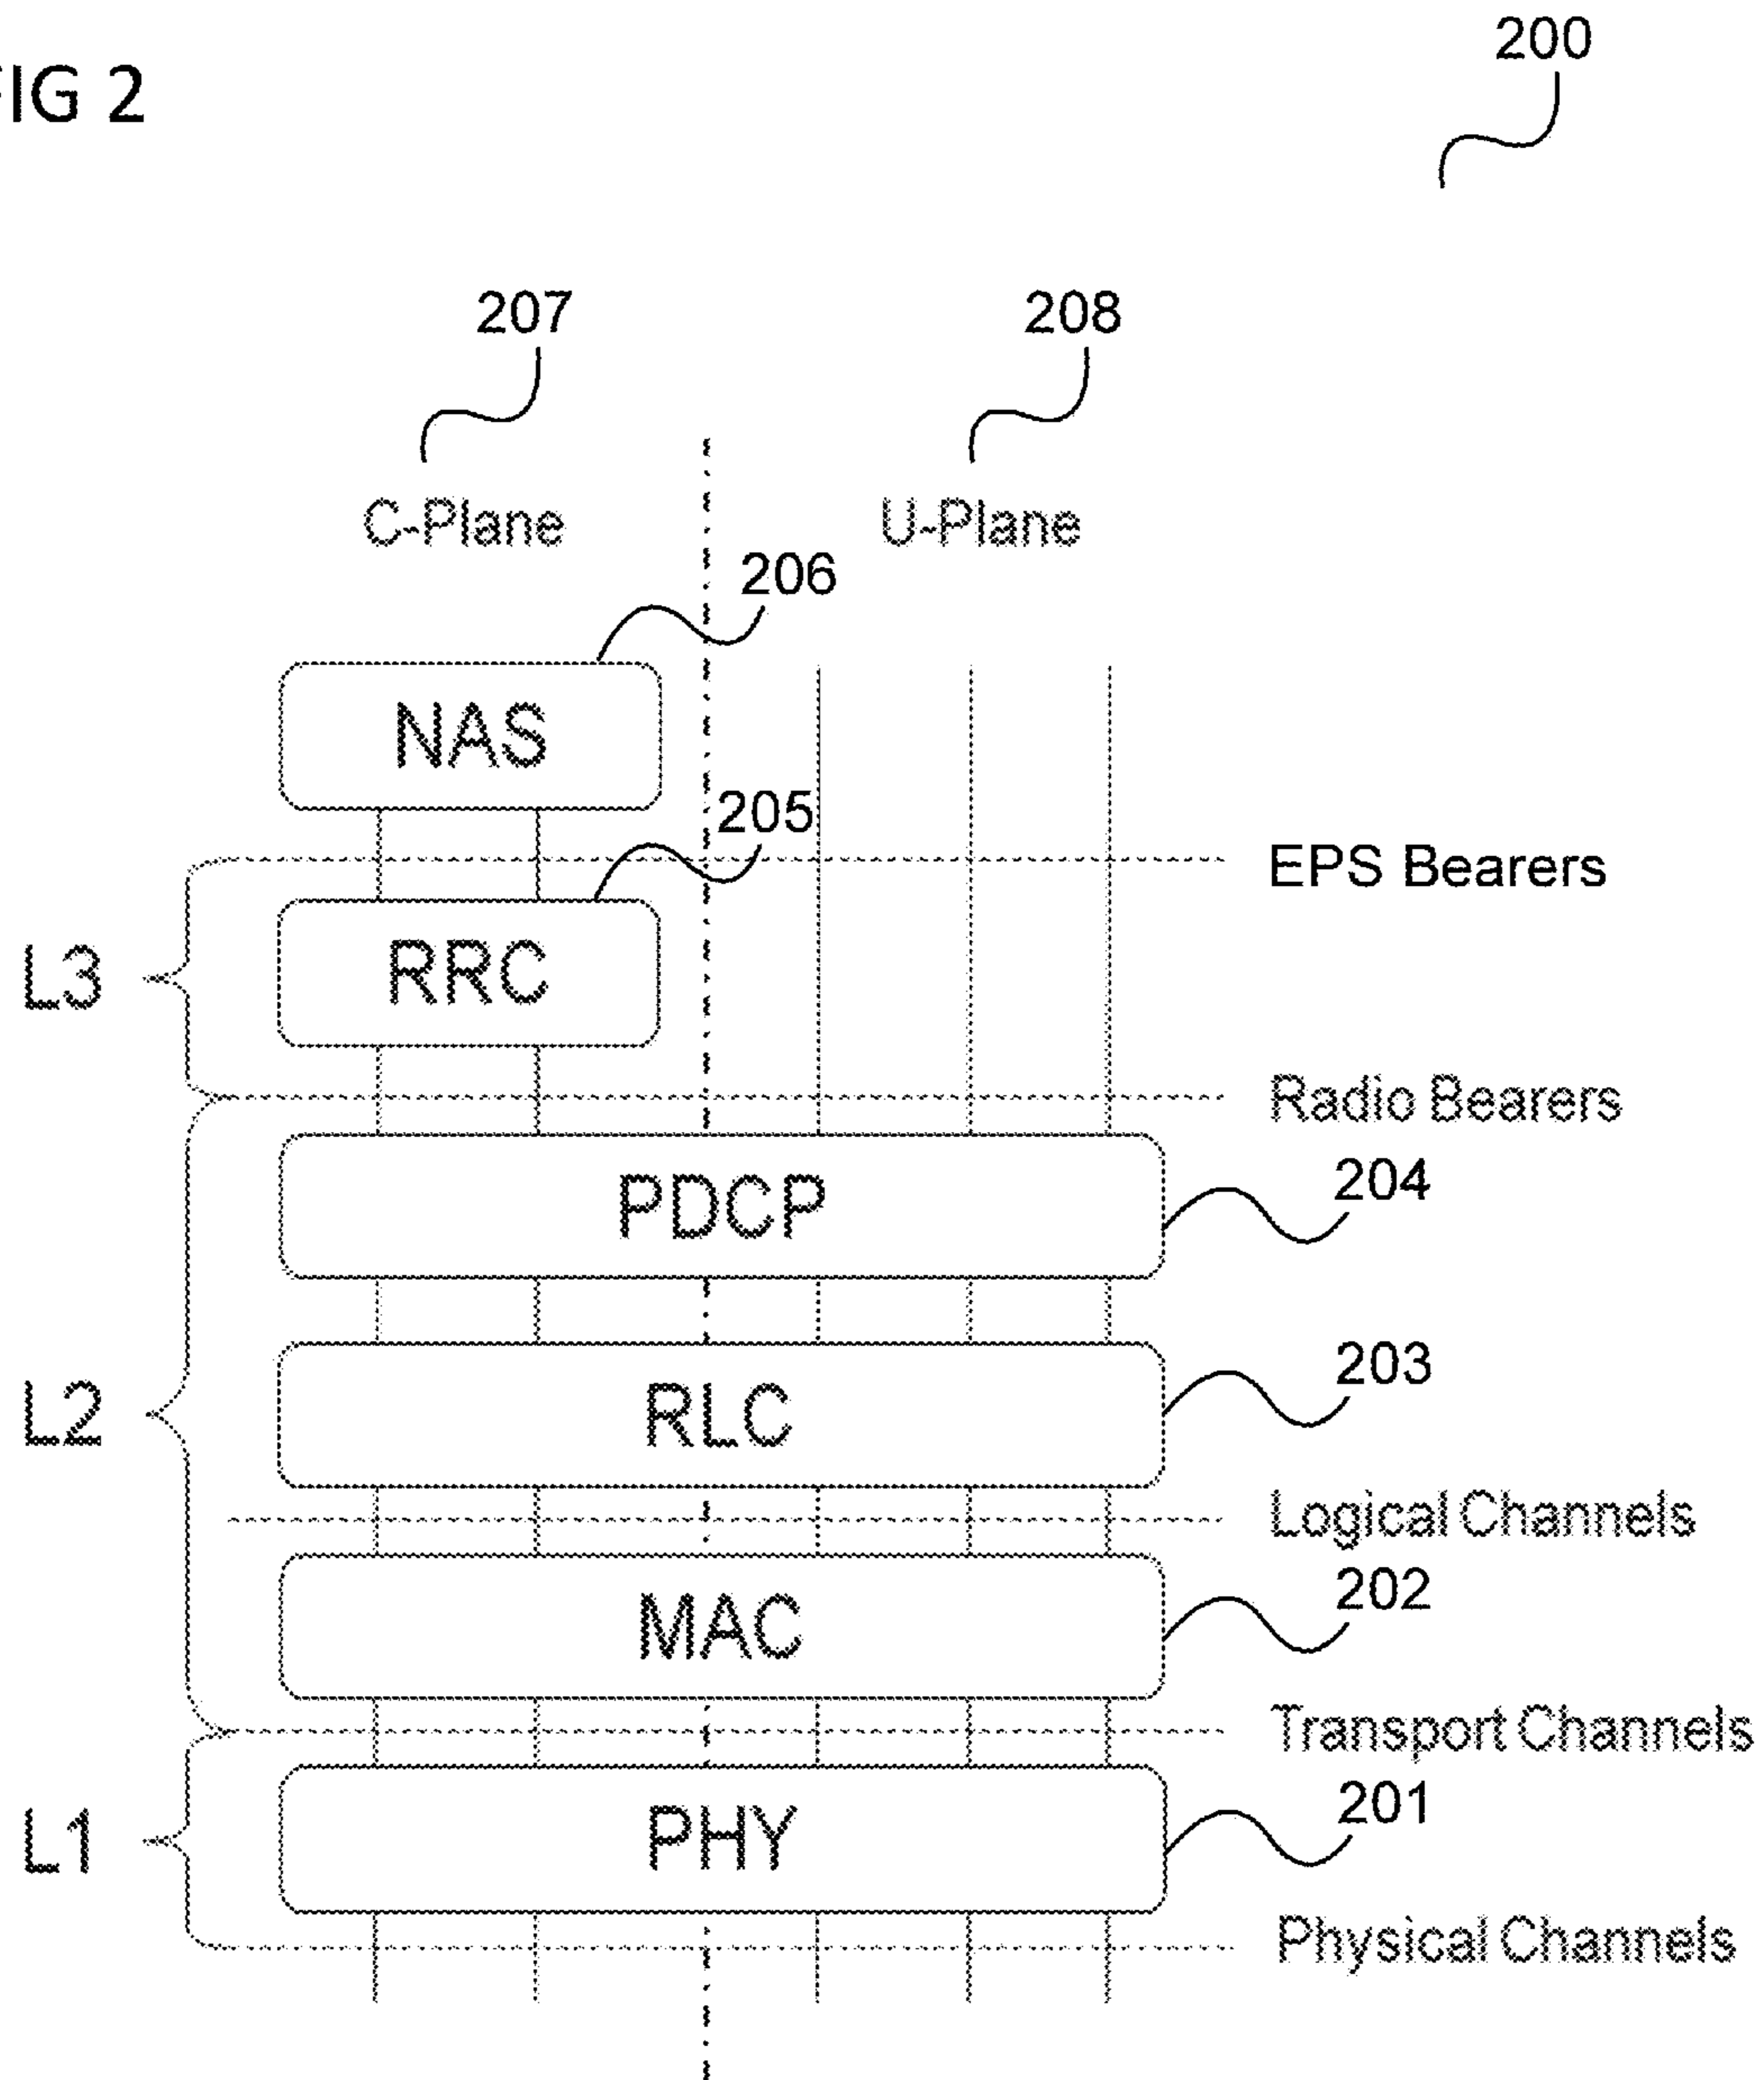 FIG 2
200
207
208
C-Plane
U-Plane
206
NAS
205
EPS Bearers
L3
RRC
Radio Bearers
PDCP
204
L2
RLC
203
Logical Channels
MAC
202
Transport Channels
L1
PHY
201
Physical Channels